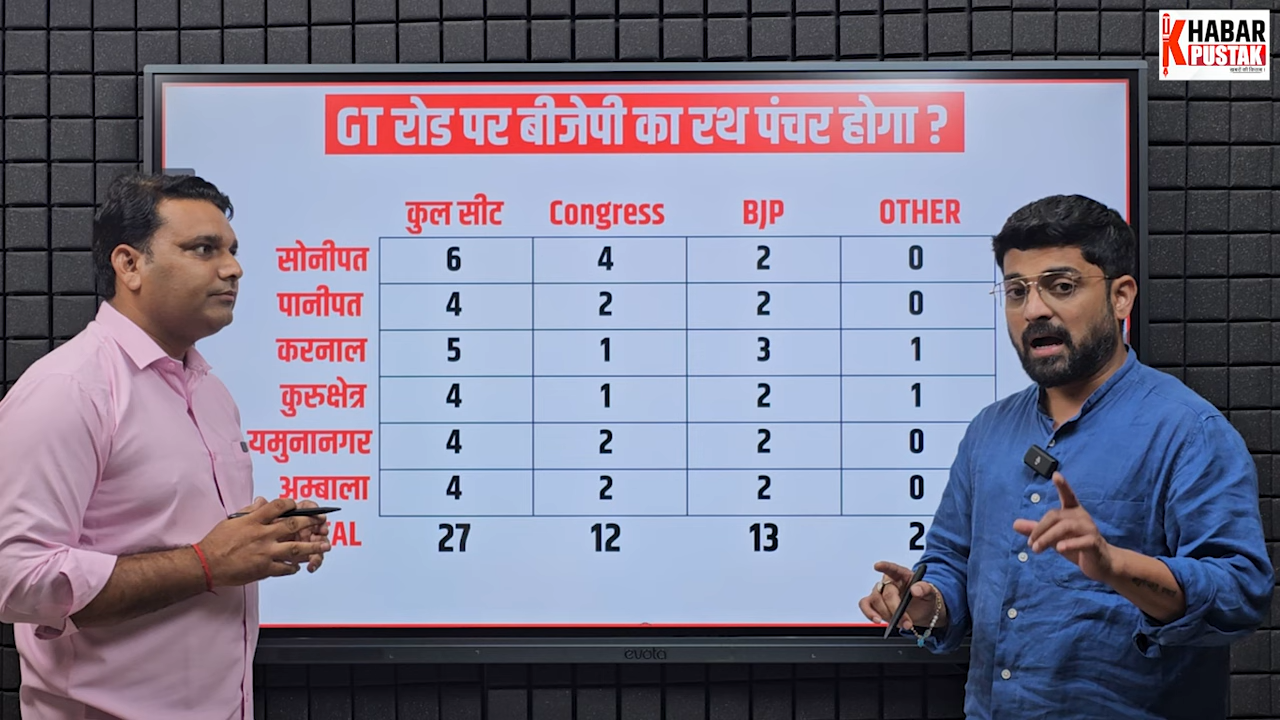 KHABAR
PUSTAK
GT रोड पर बीजेपी का रथ पंचर होगा ?
कुल सीट Congress BJP OTHER
सोनीपत 6 4 2 0
पानीपत 4 2 2 0
करनाल 5 1 3 1
कुरुक्षेत्र 4 1 2 1
यमुनानगर 4 2 2 0
अम्बाला 4 2 2 0
27 12 13 2